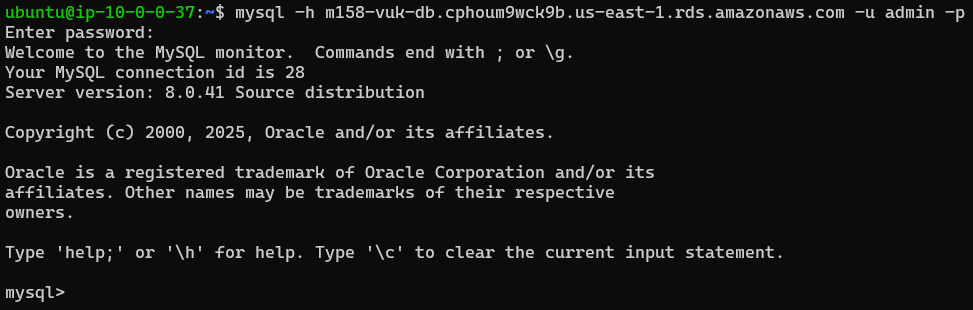 ubuntu@ip-10-0-0-37:~$ mysql -h m158-vuk-db.cphoum9wck9b.us-east-1.rds.amazonaws.com -u admin -p
Enter password:
Welcome to the MySQL monitor.  Commands end with ; or \g.
Your MySQL connection id is 28
Server version: 8.0.41 Source distribution
Copyright (c) 2000, 2025, Oracle and/or its affiliates.
Oracle is a registered trademark of Oracle Corporation and/or its
affiliates. Other names may be trademarks of their respective
owners.
Type 'help;' or '\h' for help. Type '\c' to clear the current input statement.
mysql>